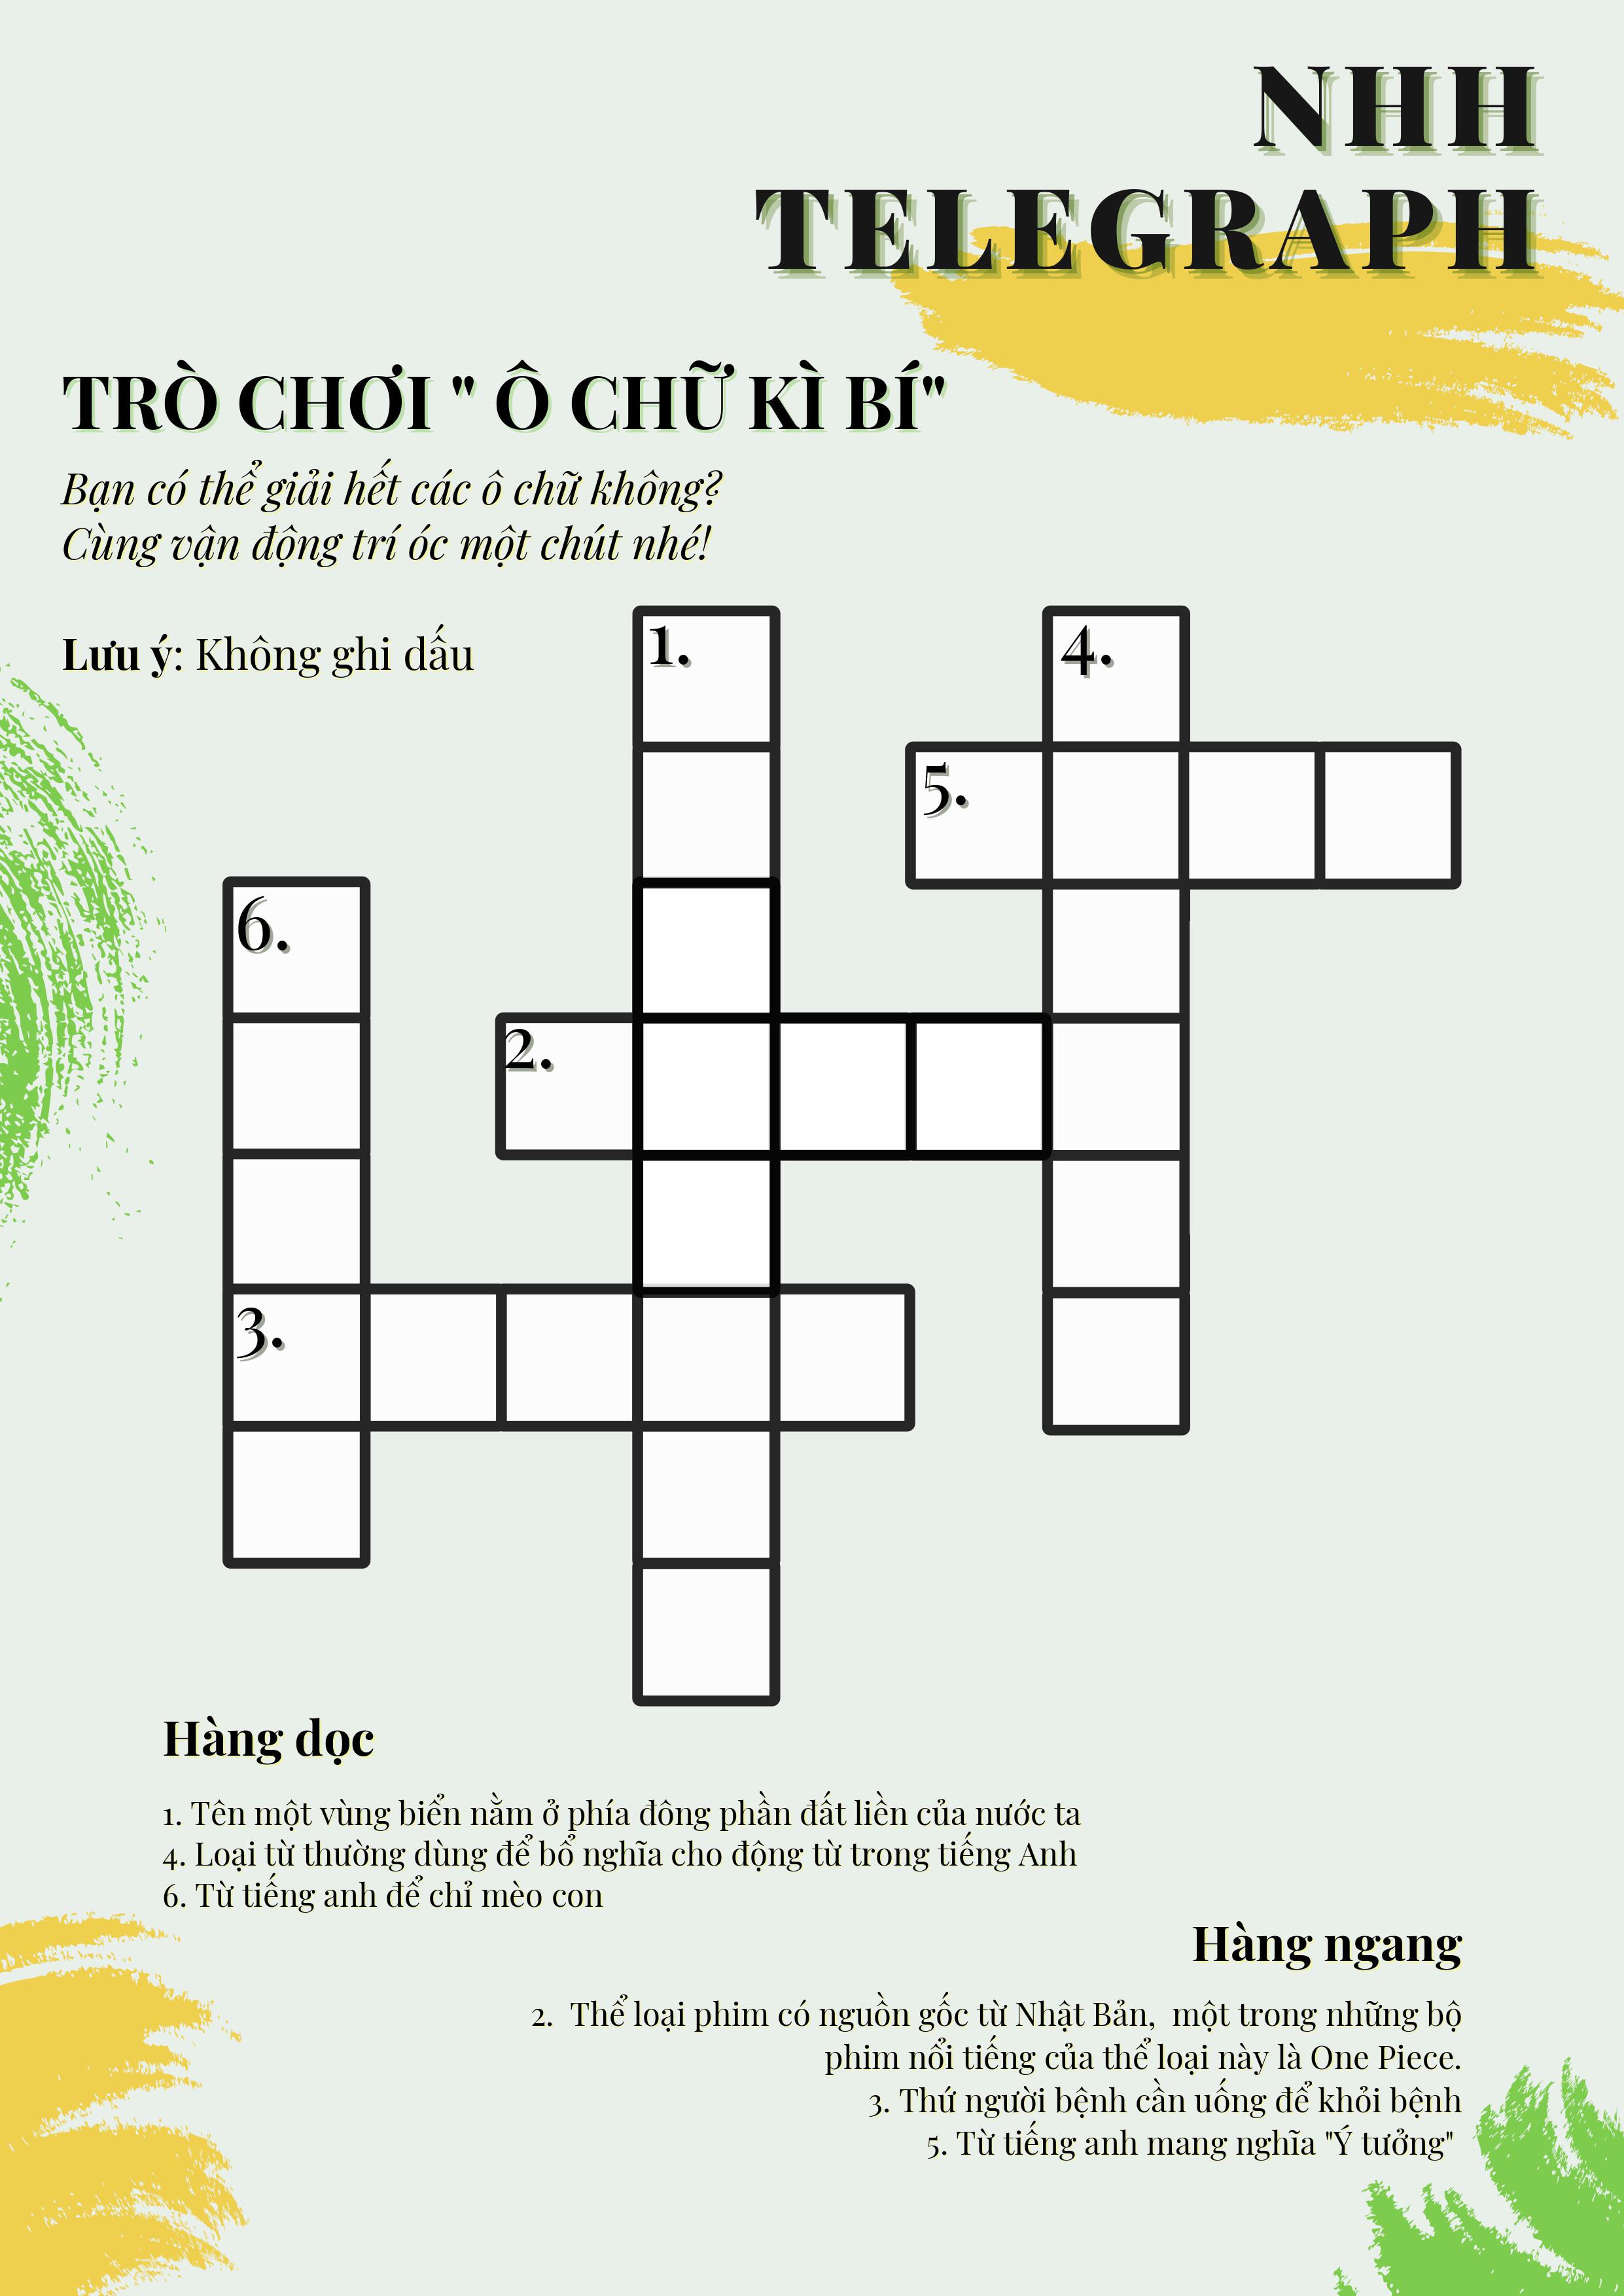 NHH
TELEGRAPH
TRÒ CHƠI " Ô CHỮ KÌ BÍ"
Bạn có thể giải hết các ô chữ không?
Cùng vận động trí óc một chút nhé!
Lưu ý: Không ghi dấu
1.
4.
5.
6.
2.
3.
Hàng dọc
1. Tên một vùng biển nằm ở phía đông phần đất liền của nước ta
4. Loại từ thường dùng để bổ nghĩa cho động từ trong tiếng Anh
6. Từ tiếng anh để chỉ mèo con
Hàng ngang
2. Thể loại phim có nguồn gốc từ Nhật Bản, một trong những bộ
phim nổi tiếng của thể loại này là One Piece.
3. Thứ người bệnh cần uống để khỏi bệnh
5. Từ tiếng anh mang nghĩa "Ý tưởng"